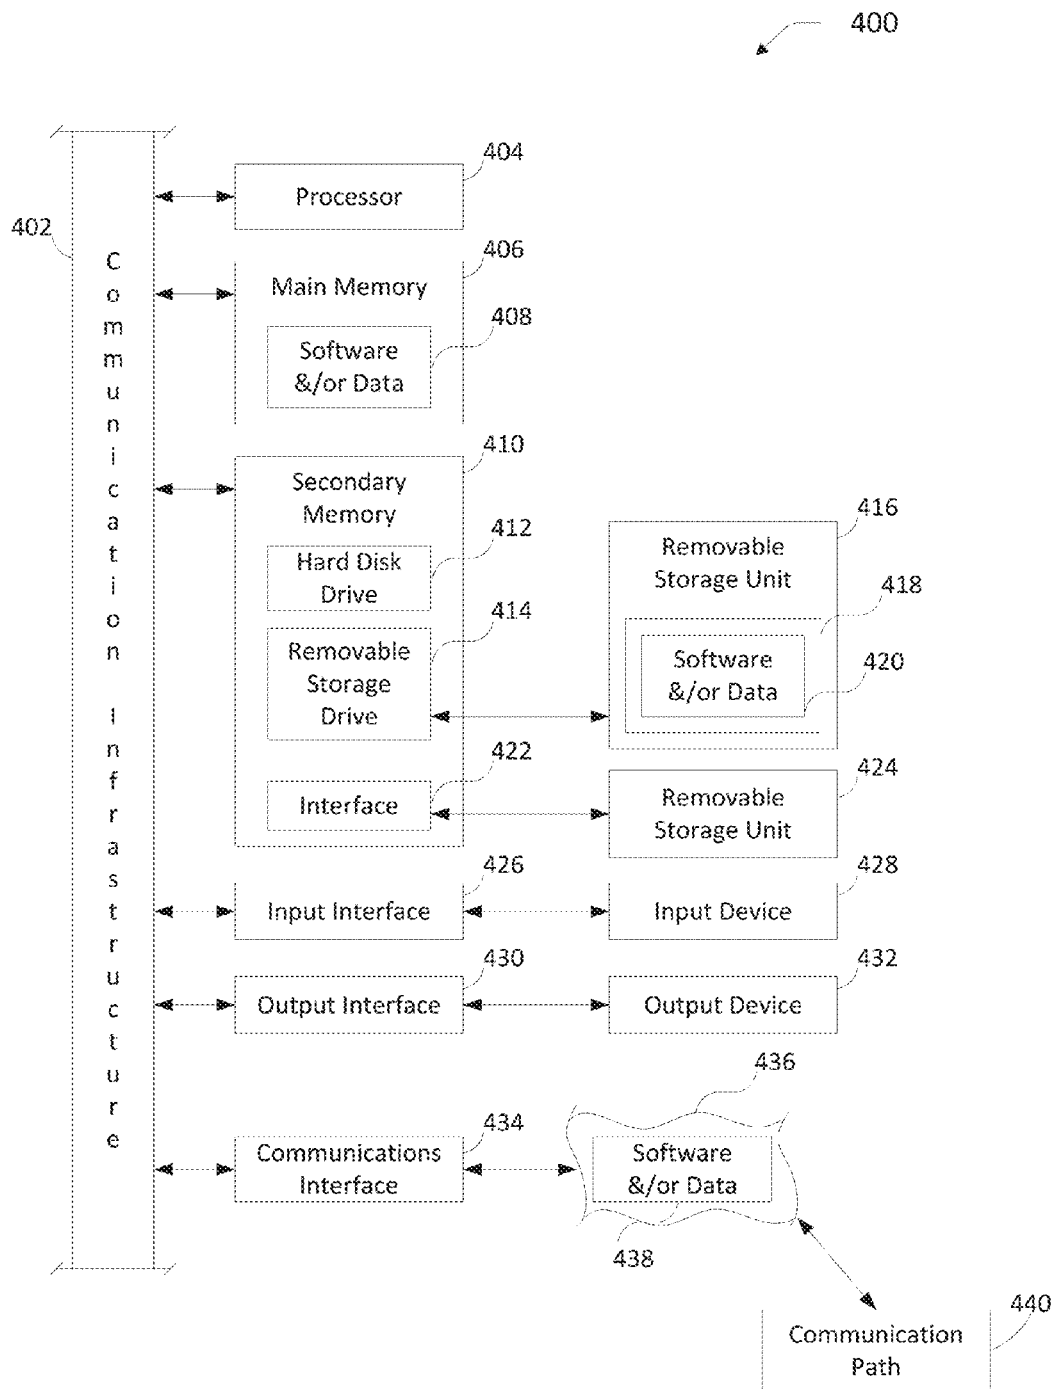 400
404
Processor
402
406
Main Memory
408
Software
&/or Data
Communication Infrastructure
410
Secondary
Memory
412
Hard Disk
Drive
414
Removable
Storage
Drive
416
Removable
Storage Unit
418
Software
&/or Data
420
422
Interface
424
Removable
Storage Unit
426
Input Interface
428
Input Device
430
Output Interface
432
Output Device
434
Communications
Interface
436
Software
&/or Data
438
440
Communication
Path